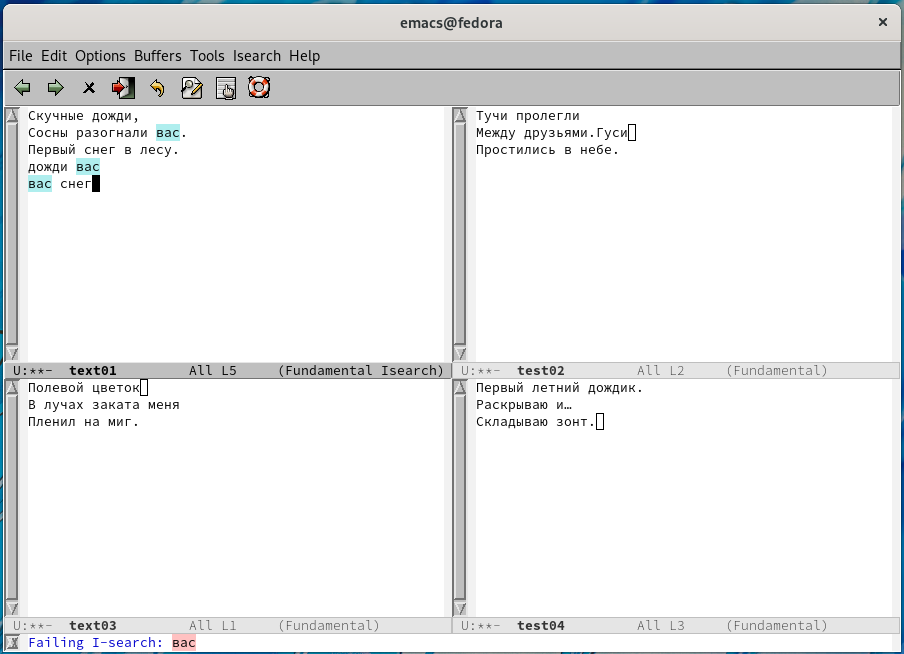 emacs@fedora
File Edit Options Buffers Tools Isearch Help
Скучные дожди,
Сосны разогнали вас.
Первый снег в лесу.
дожди вас
вас снег
U:**-  text01         All L5     (Fundamental Isearch)
Тучи пролегли
Между друзьями.Гуси
Простились в небе.
U:**-  test02         All L2     (Fundamental)
Полевой цветок
В лучах заката меня
Пленил на миг.
U:**-  text03         All L1     (Fundamental)
Первый летний дождик.
Раскрываю и…
Складываю зонт.
U:**-  test04         All L3     (Fundamental)
Failing I-search: вас